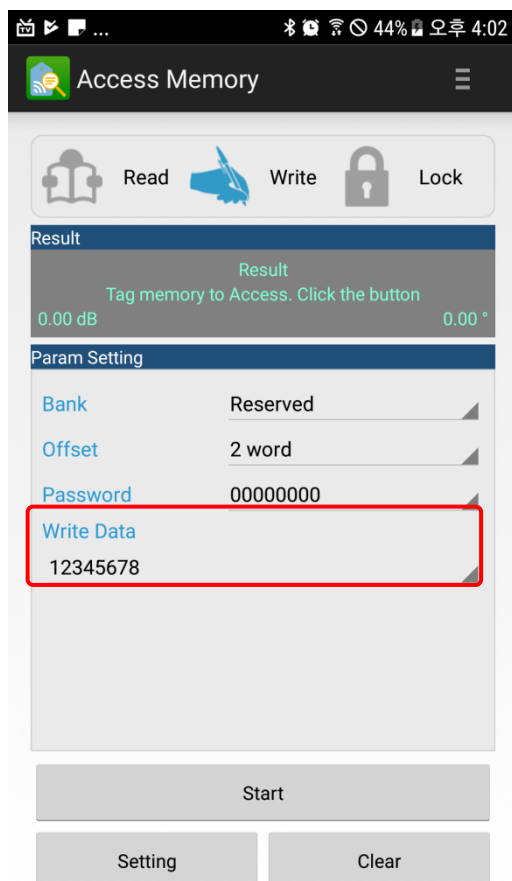 ... 44% 오후 4:02
Access Memory
Read Write Lock
Result
Result
Tag memory to Access. Click the button
0.00 dB 0.00 °
Param Setting
Bank Reserved
Offset 2 word
Password 00000000
Write Data
12345678
Start
Setting Clear